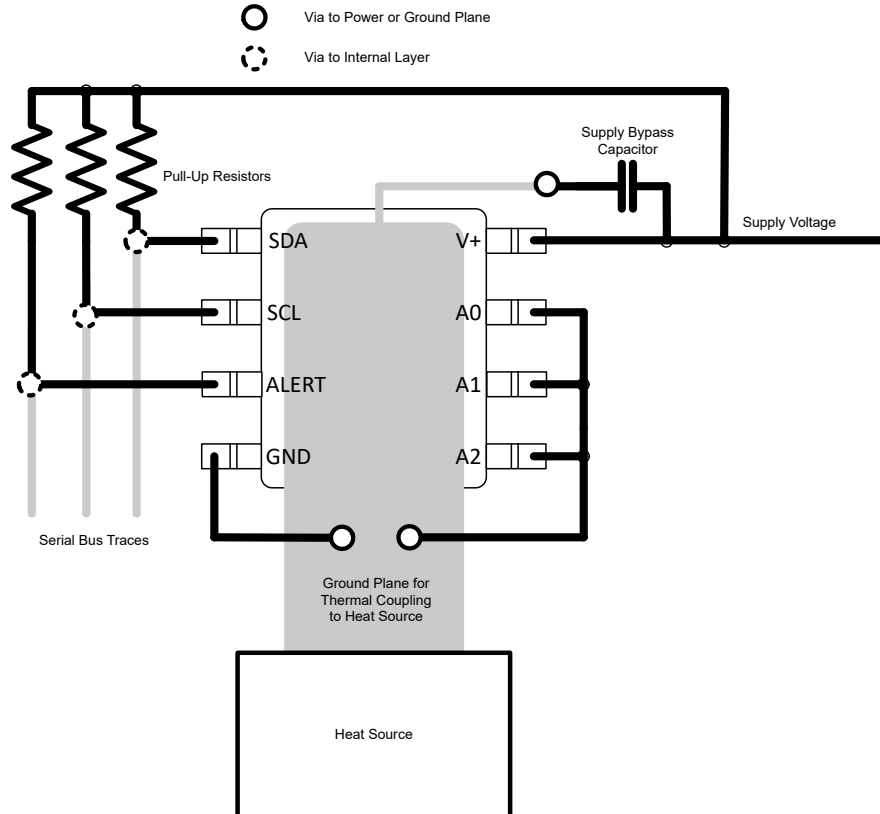 Via to Power or Ground Plane
Via to Internal Layer
Supply Bypass
Capacitor
Pull-Up Resistors
Supply Voltage
SDA
V+
SCL
A0
ALERT
A1
GND
A2
Serial Bus Traces
Ground Plane for
Thermal Coupling
to Heat Source
Heat Source